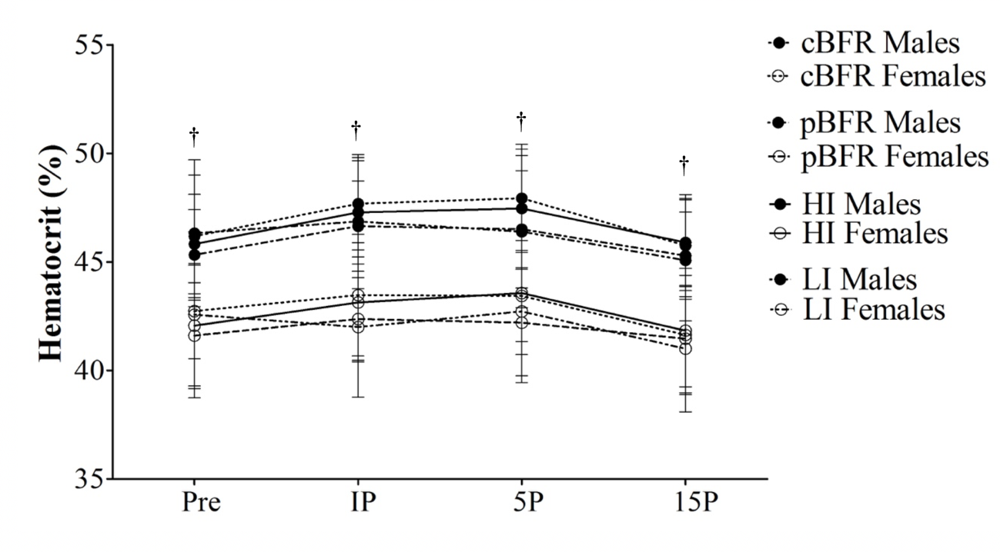 55
50
45
40
35
Hematocrit (%)
† † † †
Pre IP 5P 15P
cBFR Males
cBFR Females
pBFR Males
pBFR Females
HI Males
HI Females
LI Males
LI Females